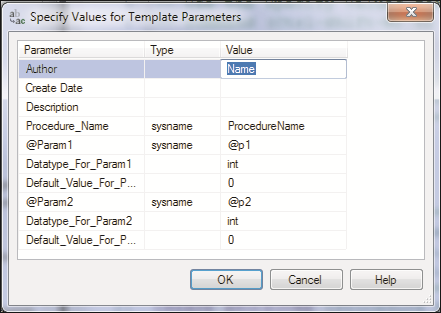 Specify Values for Template Parameters
Parameter Type Value
Author Name
Create Date
Description
Procedure_Name sysname ProcedureName
@Param1 sysname @p1
Datatype_For_Param1 int
Default_Value_For_P... 0
@Param2 sysname @p2
Datatype_For_Param2 int
Default_Value_For_P... 0
OK Cancel Help